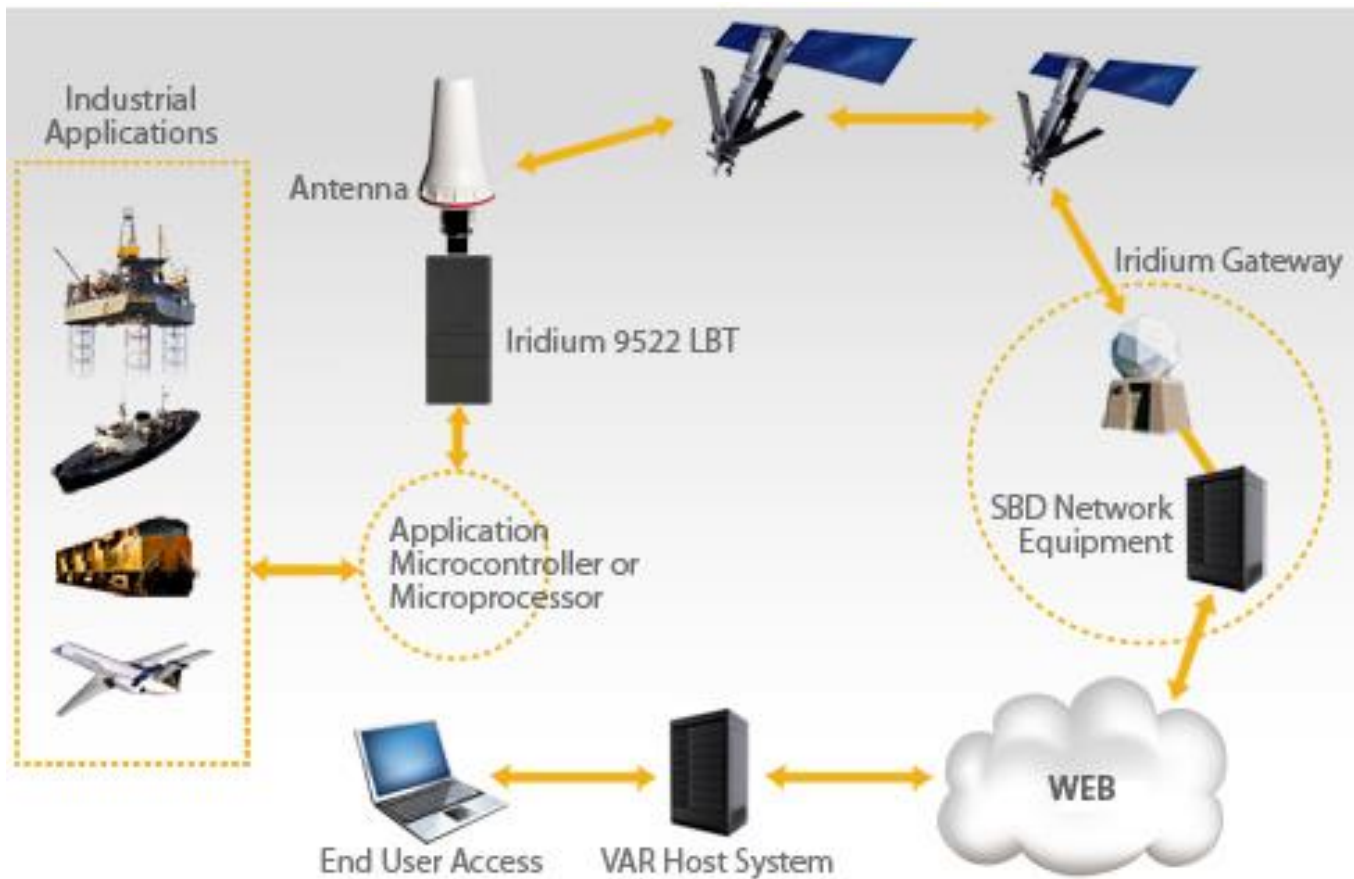 Industrial
Applications
Antenna
Iridium 9522 LBT
Iridium Gateway
SBD Network
Equipment
Application
Microcontroller or
Microprocessor
WEB
End User Access
VAR Host System